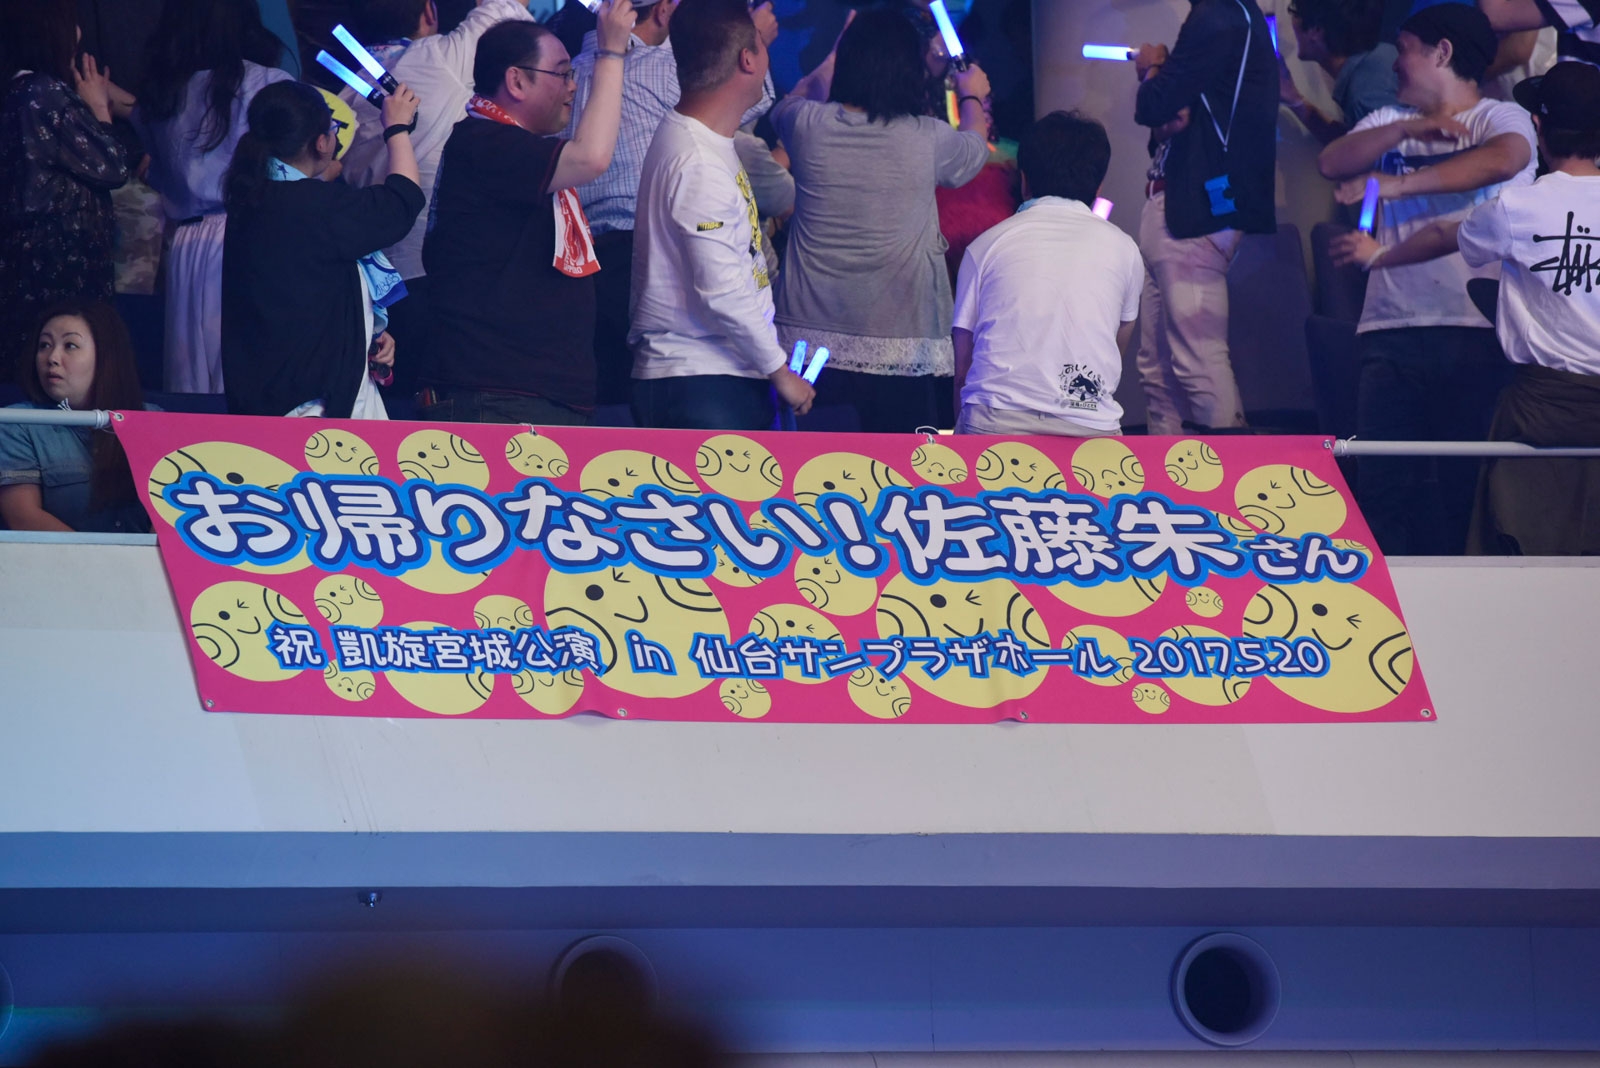 お帰りなさい!佐藤朱さん
祝 凱旋宮城公演 in 仙台サンプラザホール 2017.5.20